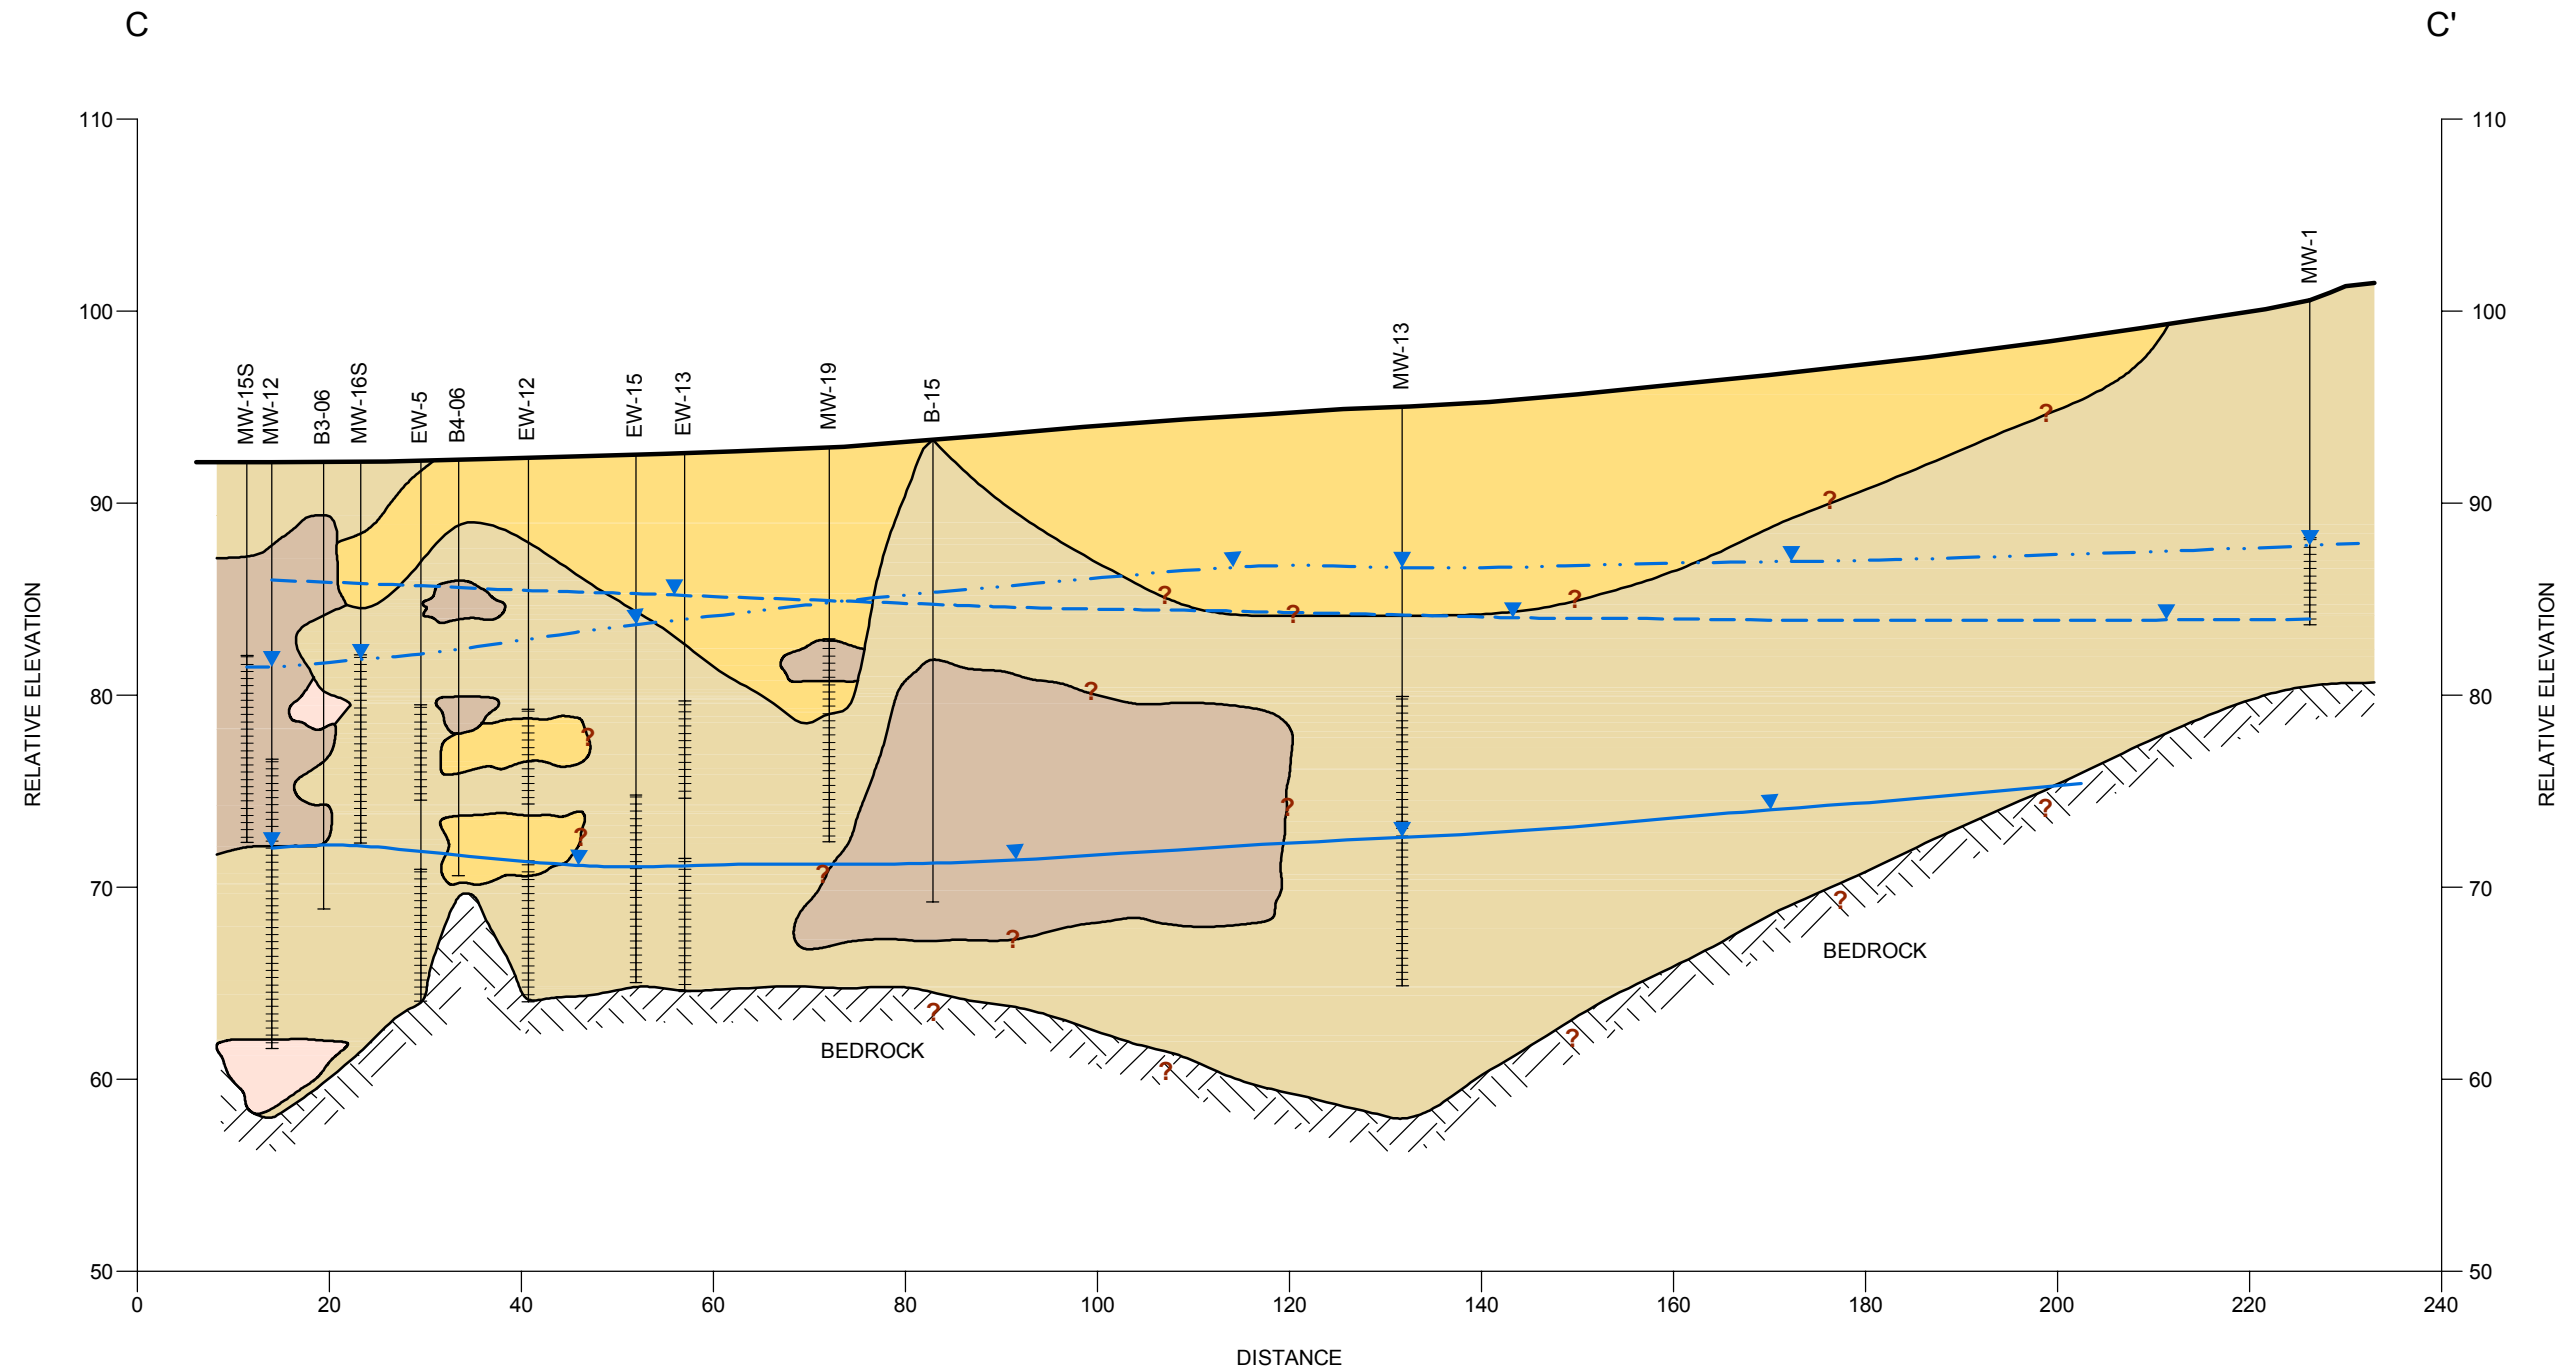 C
C'
110
110
MW-1
100
100
MW-13
MW-15S
MW-12
B3-06
MW-16S
EW-5
B4-06
EW-12
EW-15
EW-13
MW-19
B-15
90
90
?
?
?
?
?
?
80
80
?
?
RELATIVE ELEVATION
RELATIVE ELEVATION
?
?
?
70
70
?
?
?
BEDROCK
?
?
BEDROCK
?
60
60
50
50
0
20
40
60
80
100
120
140
160
180
200
220
240
DISTANCE